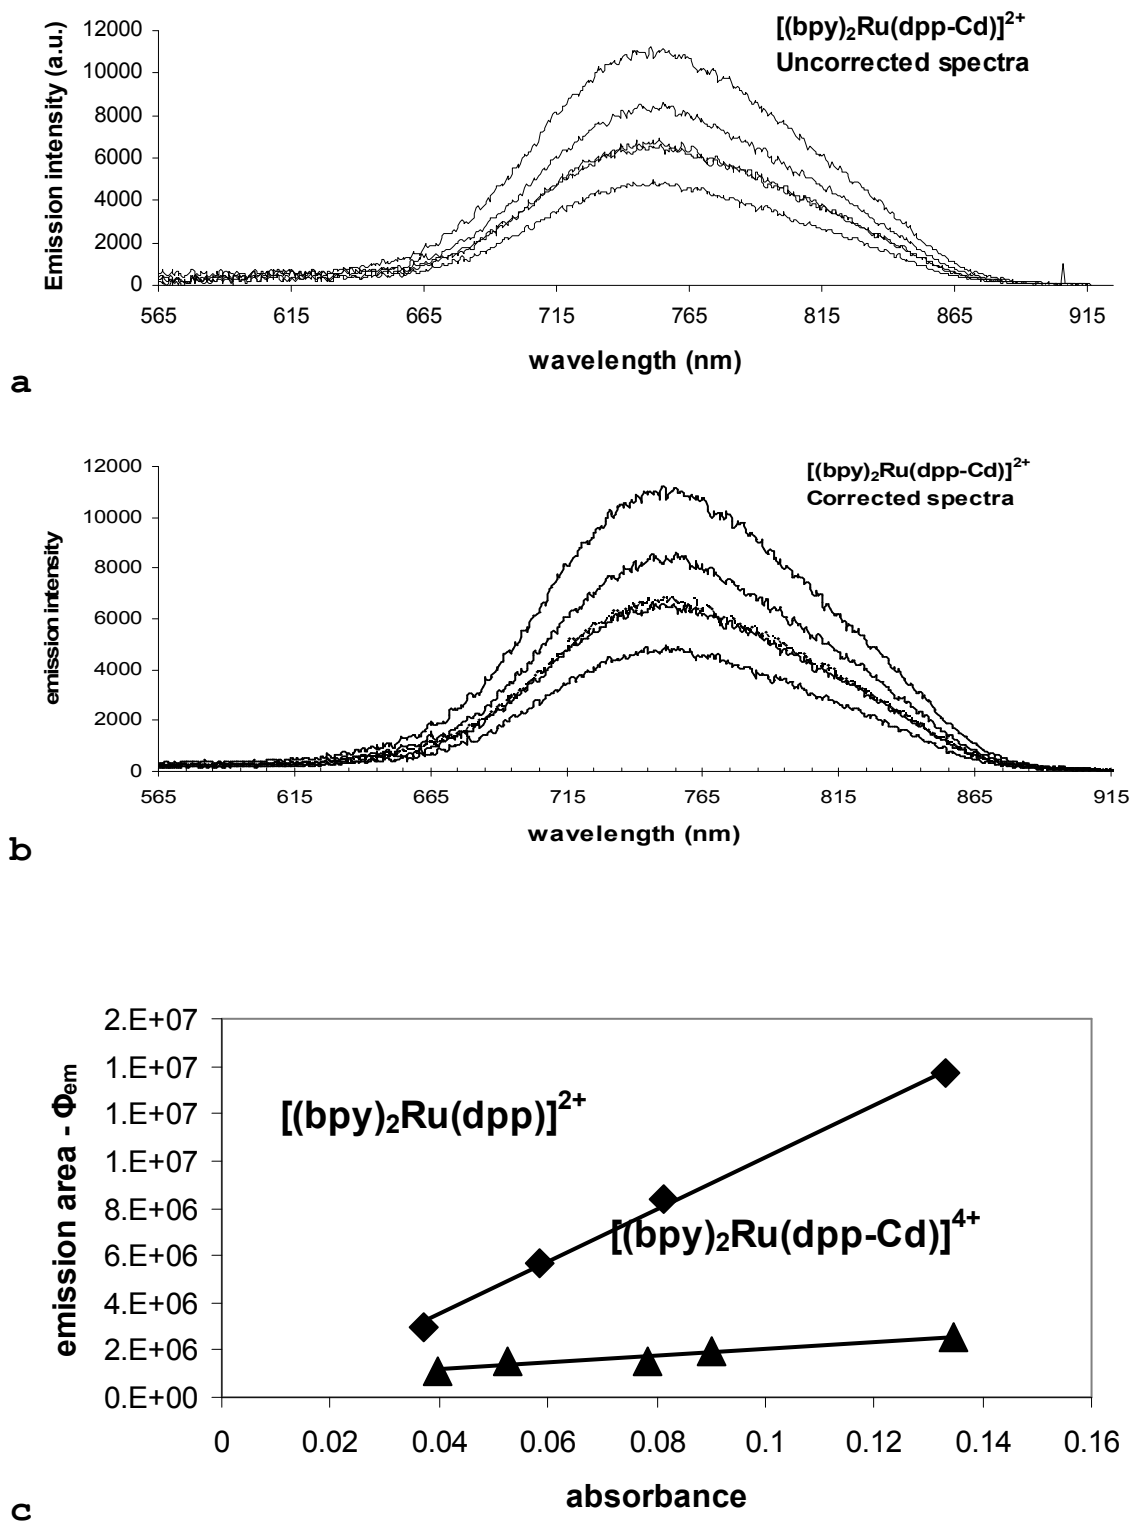 [(bpy)₂Ru(dpp-Cd)]²⁺
Uncorrected spectra
Emission intensity (a.u.)
12000
10000
8000
6000
4000
2000
0
565 615 665 715 765 815 865 915
wavelength (nm)
a
[(bpy)₂Ru(dpp-Cd)]²⁺
Corrected spectra
emission intensity
12000
10000
8000
6000
4000
2000
0
565 615 665 715 765 815 865 915
wavelength (nm)
b
emission area - Φem
2.E+07
1.E+07
1.E+07
1.E+07
8.E+06
6.E+06
4.E+06
2.E+06
0.E+00
[(bpy)₂Ru(dpp)]²⁺
[(bpy)₂Ru(dpp-Cd)]⁴⁺
0 0.02 0.04 0.06 0.08 0.1 0.12 0.14 0.16
absorbance
c